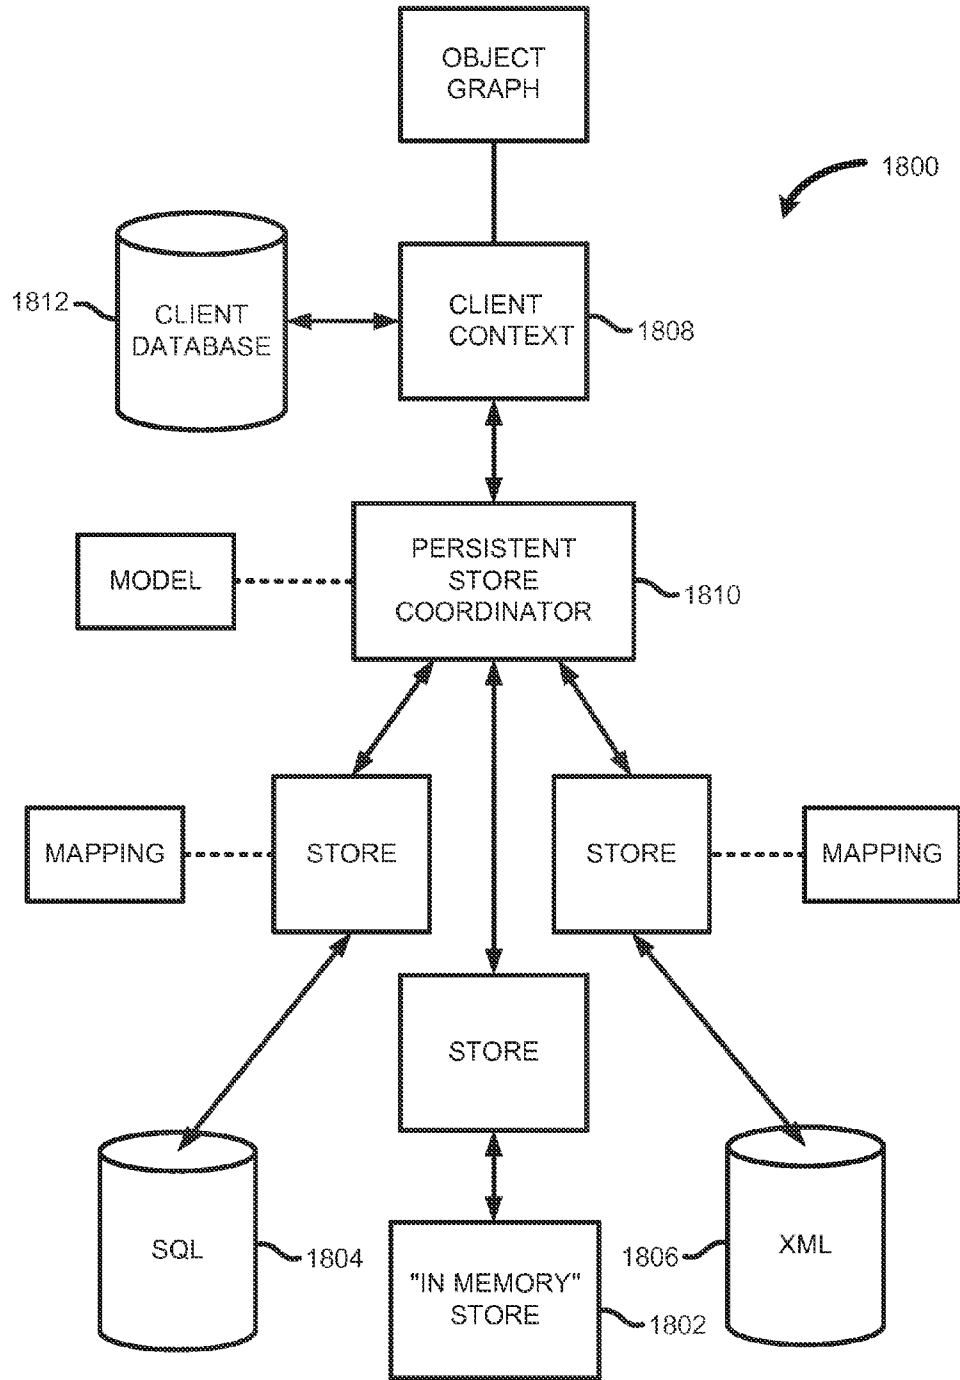 OBJECT
GRAPH
1800
1812
CLIENT
DATABASE
CLIENT
CONTEXT
1808
MODEL
PERSISTENT
STORE
COORDINATOR
1810
MAPPING
STORE
STORE
MAPPING
STORE
SQL
1804
"IN MEMORY"
STORE
1802
1806
XML